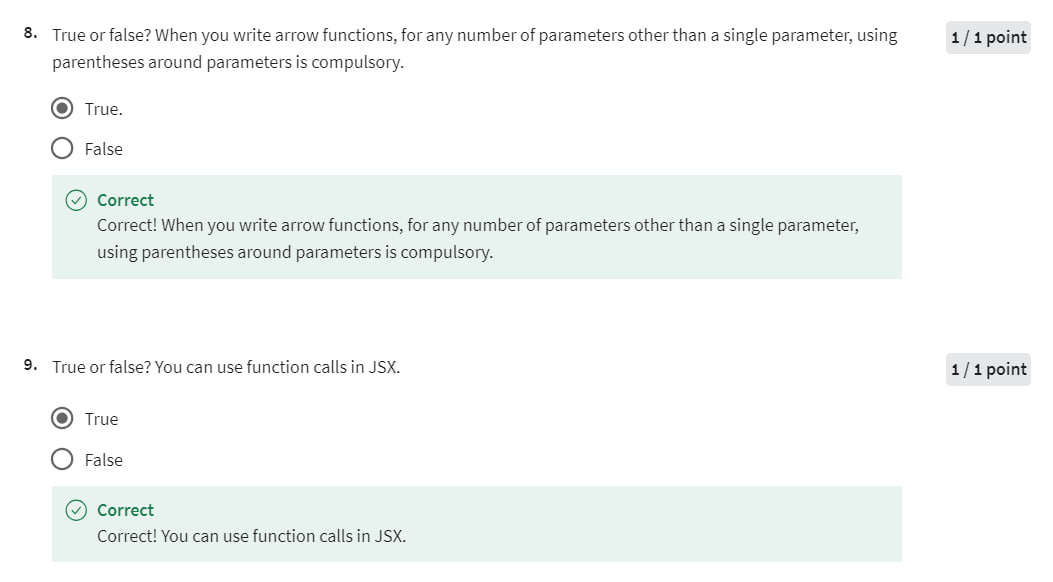 8. True or false? When you write arrow functions, for any number of parameters other than a single parameter, using
1 / 1 point
parentheses around parameters is compulsory.
True.
False
Correct
Correct! When you write arrow functions, for any number of parameters other than a single parameter,
using parentheses around parameters is compulsory.
9. True or false? You can use function calls in JSX.
1 / 1 point
True
False
Correct
Correct! You can use function calls in JSX.